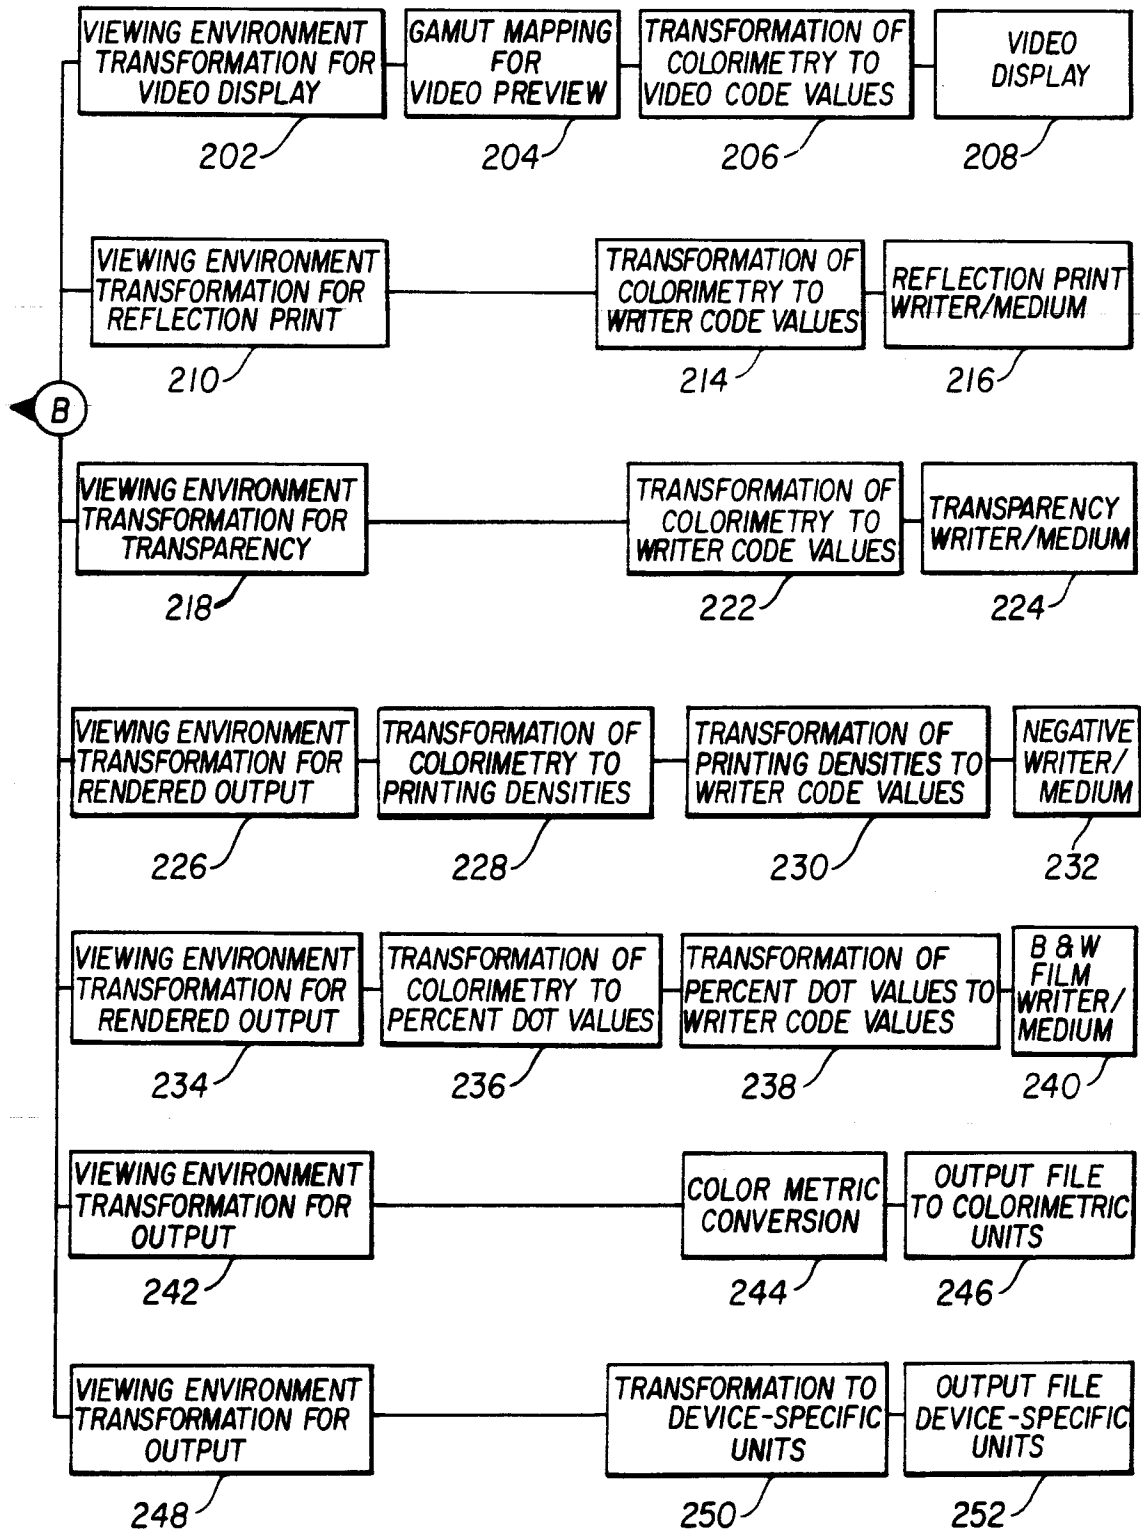 VIEWING ENVIRONMENT
TRANSFORMATION FOR
VIDEO DISPLAY
202
GAMUT MAPPING
FOR
VIDEO PREVIEW
204
TRANSFORMATION OF
COLORIMETRY TO
VIDEO CODE VALUES
206
VIDEO
DISPLAY
208
VIEWING ENVIRONMENT
TRANSFORMATION FOR
REFLECTION PRINT
210
TRANSFORMATION OF
COLORIMETRY TO
WRITER CODE VALUES
214
REFLECTION PRINT
WRITER/MEDIUM
216
B
VIEWING ENVIRONMENT
TRANSFORMATION FOR
TRANSPARENCY
218
TRANSFORMATION OF
COLORIMETRY TO
WRITER CODE VALUES
222
TRANSPARENCY
WRITER/MEDIUM
224
VIEWING ENVIRONMENT
TRANSFORMATION FOR
RENDERED OUTPUT
226
TRANSFORMATION OF
COLORIMETRY TO
PRINTING DENSITIES
228
TRANSFORMATION OF
PRINTING DENSITIES TO
WRITER CODE VALUES
230
NEGATIVE
WRITER/
MEDIUM
232
VIEWING ENVIRONMENT
TRANSFORMATION FOR
RENDERED OUTPUT
234
TRANSFORMATION OF
COLORIMETRY TO
PERCENT DOT VALUES
236
TRANSFORMATION OF
PERCENT DOT VALUES TO
WRITER CODE VALUES
238
B & W
FILM
WRITER/
MEDIUM
240
VIEWING ENVIRONMENT
TRANSFORMATION FOR
OUTPUT
242
COLOR METRIC
CONVERSION
244
OUTPUT FILE
TO COLORIMETRIC
UNITS
246
VIEWING ENVIRONMENT
TRANSFORMATION FOR
OUTPUT
248
TRANSFORMATION TO
DEVICE-SPECIFIC
UNITS
250
OUTPUT FILE
DEVICE-SPECIFIC
UNITS
252